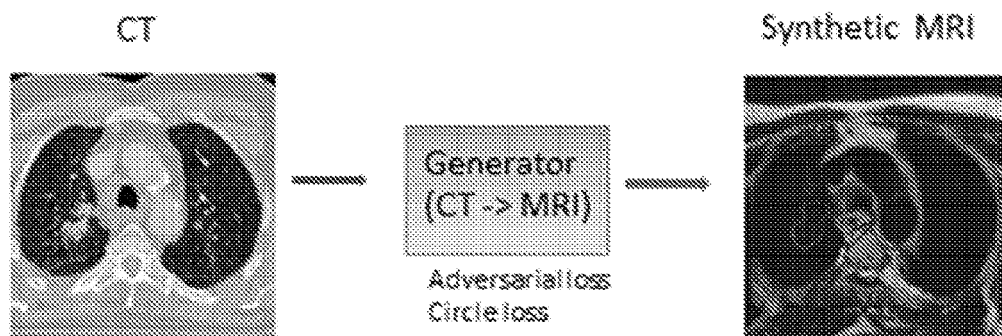 CT
Synthetic MRI
Generator
(CT -> MRI)
Adversarial loss
Circle loss